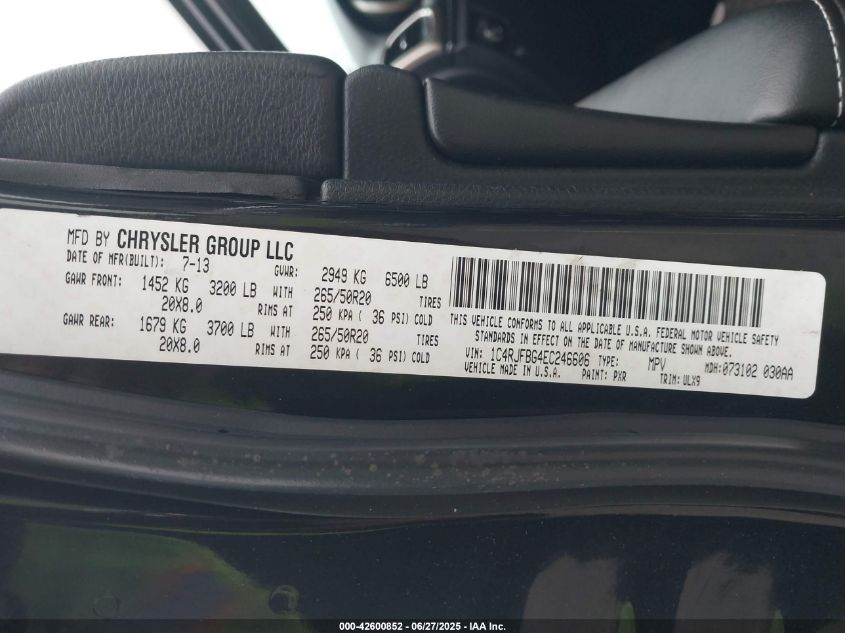 MFD BY CHRYSLER GROUP LLC
DATE OF MFR(BUILT): 7-13 GVWR: 2949 KG 6500 LB
GAWR FRONT: 1452 KG 3200 LB WITH 265/50R20 TIRES
20X8.0 RIMS AT 250 KPA ( 36 PSI) COLD
GAWR REAR: 1679 KG 3700 LB WITH 265/50R20 TIRES
20X8.0 RIMS AT 250 KPA ( 36 PSI) COLD
THIS VEHICLE CONFORMS TO ALL APPLICABLE U.S.A. FEDERAL MOTOR VEHICLE SAFETY
STANDARDS IN EFFECT ON THE DATE OF MANUFACTURE SHOWN ABOVE.
VIN: 1C4RJFBG4EC246606 TYPE: MPV MDH: 073102 030AA
VEHICLE MADE IN U.S.A. PAINT: PXR TRIM: ULX9
000-42600852 | 06/27/2025 | IAA Inc.